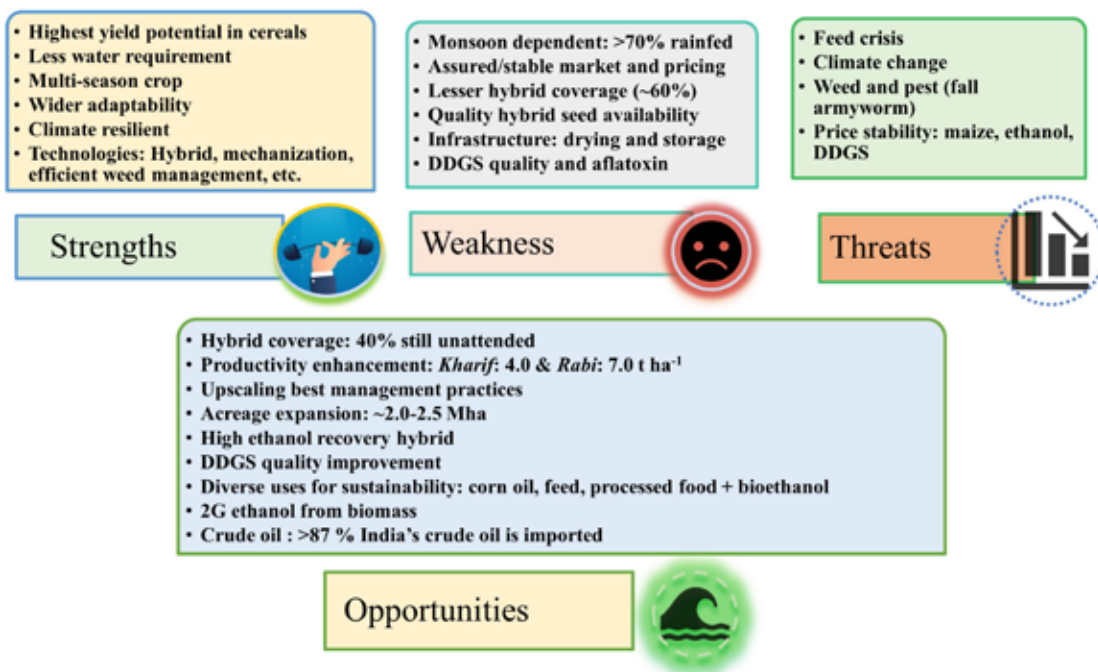 • Highest yield potential in cereals
• Less water requirement
• Multi-season crop
• Wider adaptability
• Climate resilient
• Technologies: Hybrid, mechanization,
efficient weed management, etc.
Strengths
• Monsoon dependent: >70% rainfed
• Assured/stable market and pricing
• Lesser hybrid coverage (~60%)
• Quality hybrid seed availability
• Infrastructure: drying and storage
• DDGS quality and aflatoxin
Weakness
• Feed crisis
• Climate change
• Weed and pest (fall
armyworm)
• Price stability: maize, ethanol,
DDGS
Threats
• Hybrid coverage: 40% still unattended
• Productivity enhancement: Kharif: 4.0 & Rabi: 7.0 t ha⁻¹
• Upscaling best management practices
• Acreage expansion: ~2.0-2.5 Mha
• High ethanol recovery hybrid
• DDGS quality improvement
• Diverse uses for sustainability: corn oil, feed, processed food + bioethanol
• 2G ethanol from biomass
• Crude oil : >87 % India's crude oil is imported
Opportunities